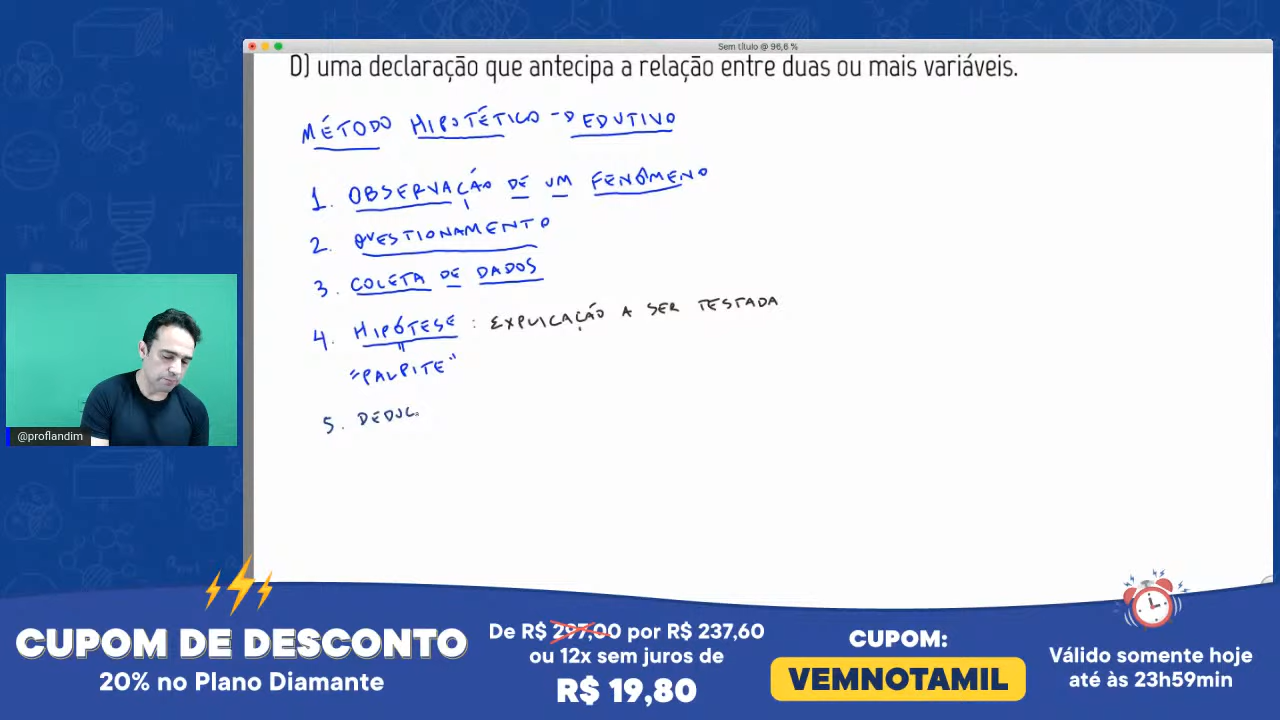 Sem título @ 96,6 %
D) uma declaração que antecipa a relação entre duas ou mais variáveis.
MÉTODO HIPOTÉTICO-DEDUTIVO
1. OBSERVAÇÃO DE UM FENÔMENO
2. QUESTIONAMENTO
3. COLETA DE DADOS
4. HIPÓTESE : EXPLICAÇÃO A SER TESTADA
"PALPITE"
5. DEDUC
@proflandim
CUPOM DE DESCONTO
20% no Plano Diamante
De R$ 297,00 por R$ 237,60
ou 12x sem juros de
R$ 19,80
CUPOM:
VEMNOTAMIL
Válido somente hoje
até às 23h59min